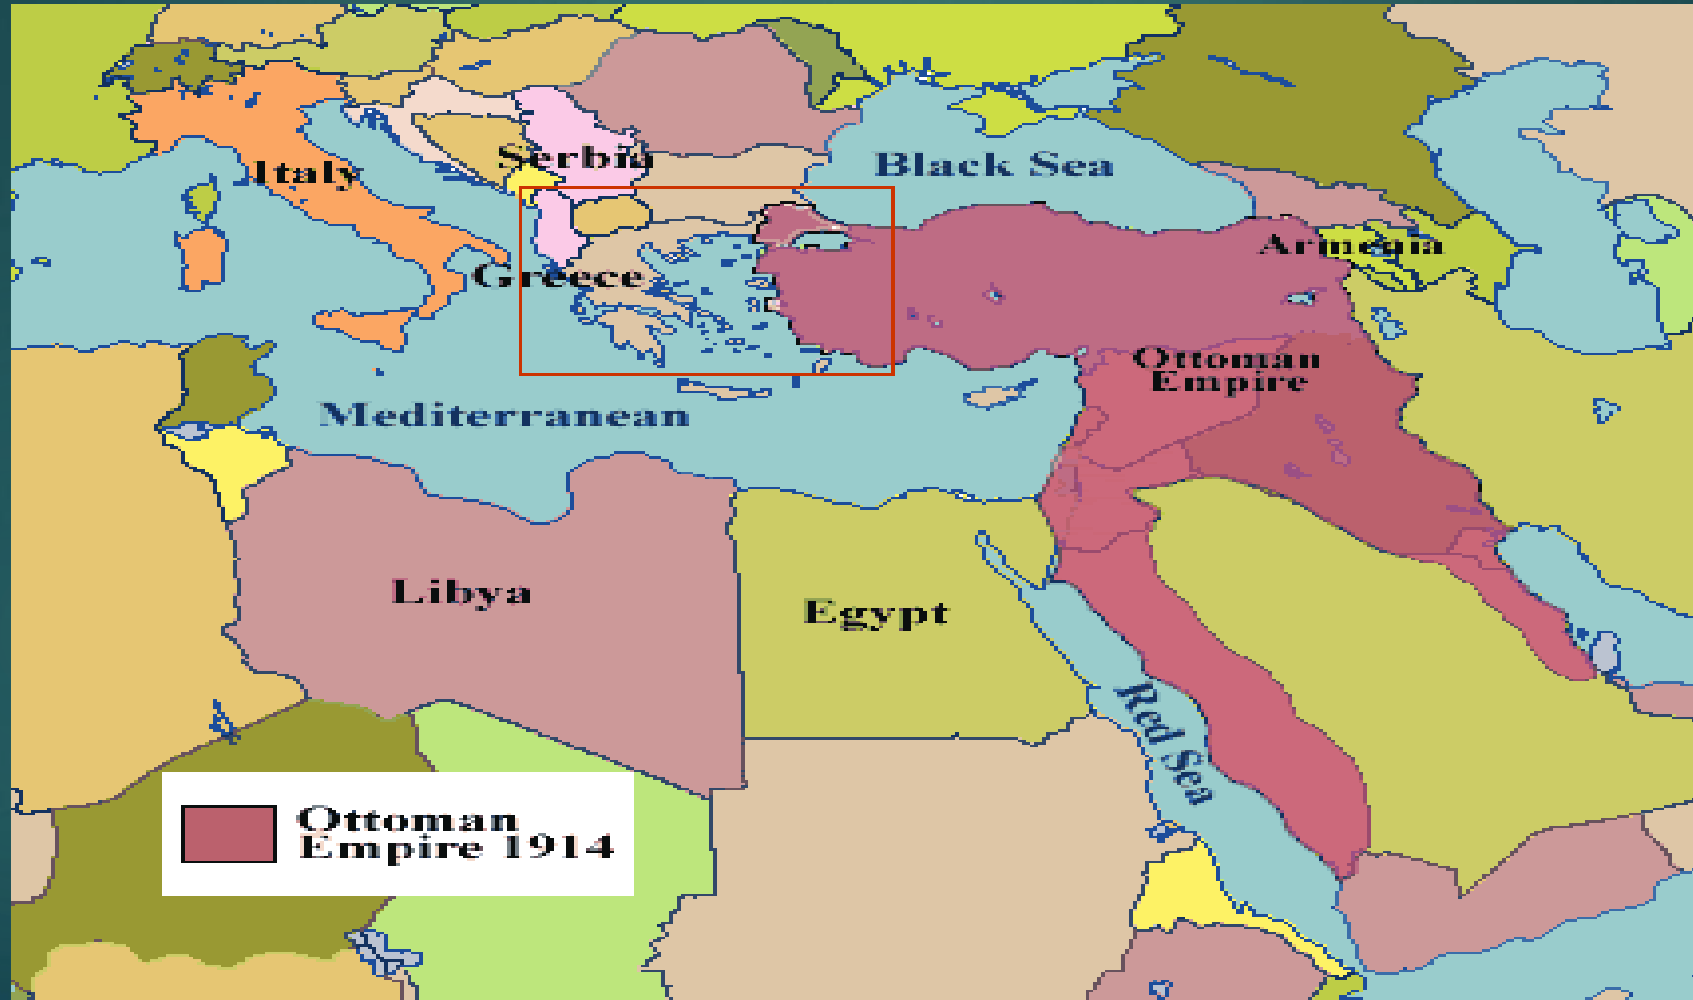 Italy
Serbia
Black Sea
Armenia
Greece
Ottoman
Empire
Mediterranean
Libya
Egypt
Red Sea
Ottoman
Empire 1914